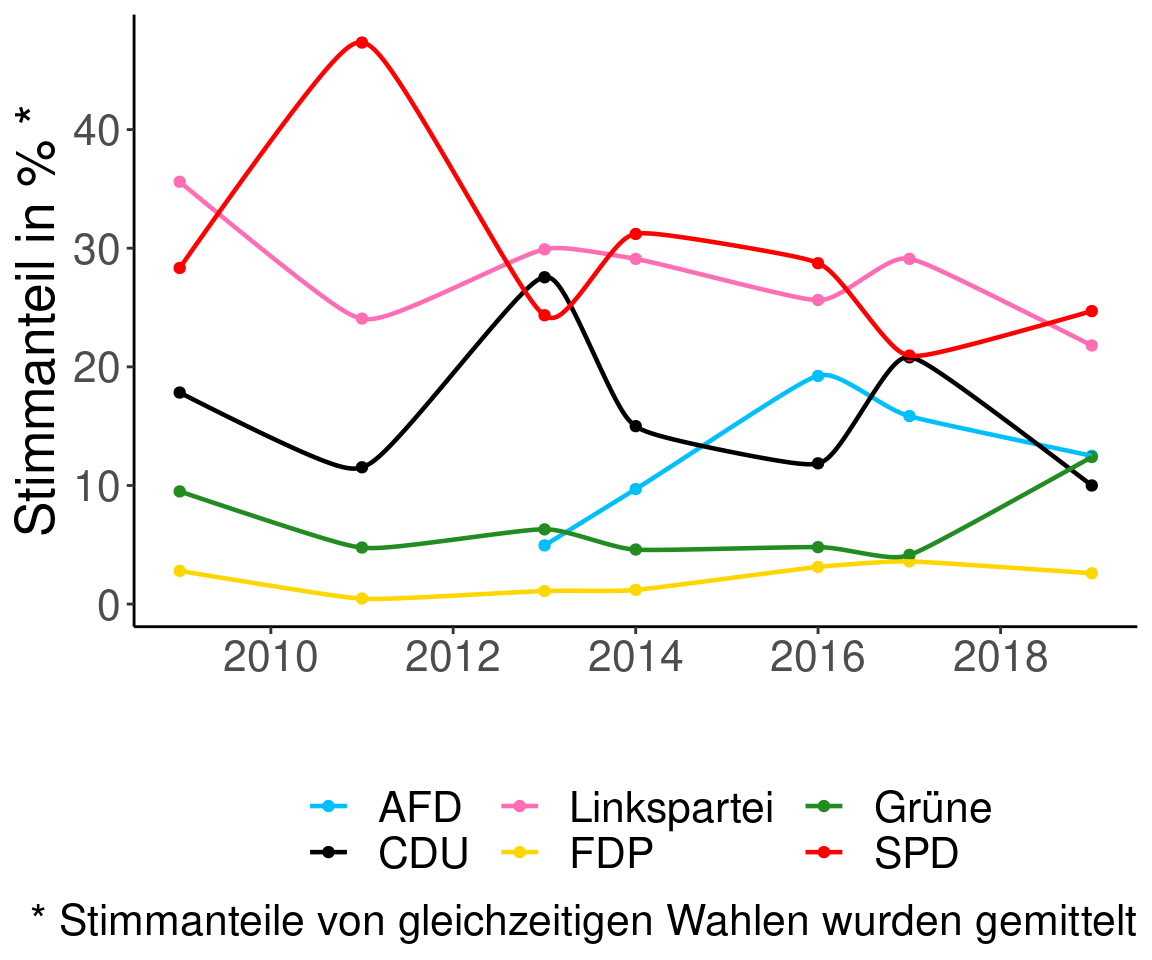 Stimmanteil in % *
40
30
20
10
0
2010 2012 2014 2016 2018
AFD Linkspartei Grüne
CDU FDP SPD
* Stimmanteile von gleichzeitigen Wahlen wurden gemittelt